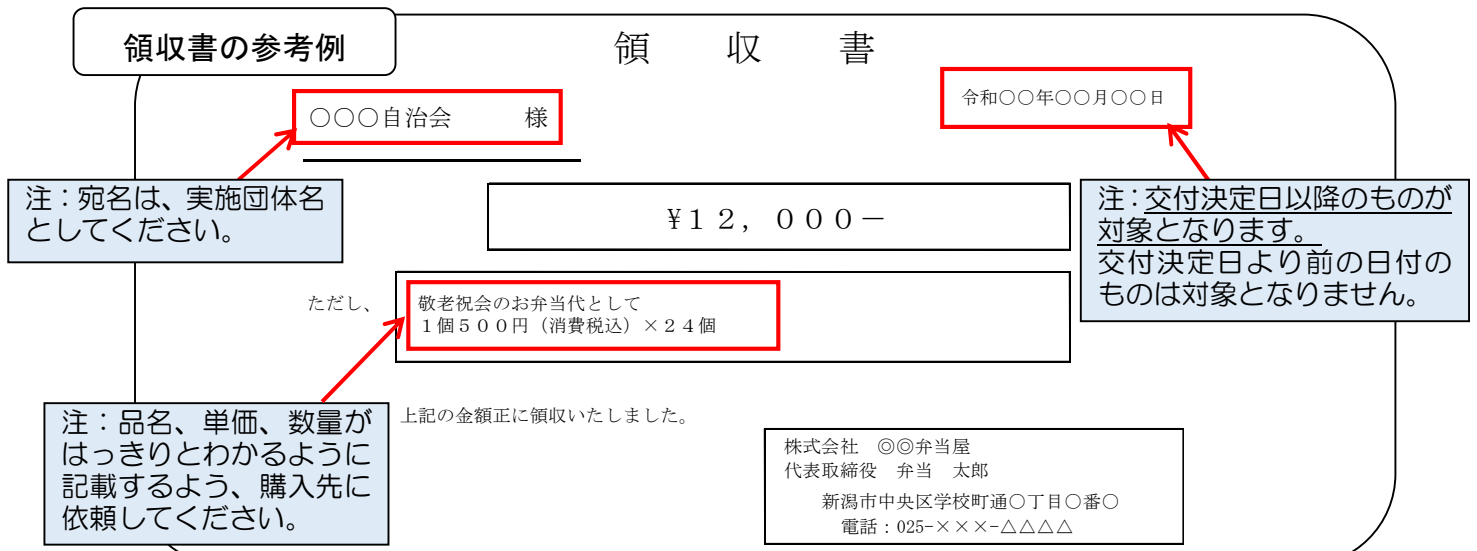 領収書の参考例
領　収　書
令和〇〇年〇〇月〇〇日
〇〇〇自治会　　様
注：宛名は、実施団体名
としてください。
注：交付決定日以降のものが
対象となります。
交付決定日より前の日付の
ものは対象となりません。
¥１２，０００－
ただし、
敬老祝会のお弁当代として
１個５００円（消費税込）×２４個
注：品名、単価、数量が
はっきりとわかるように
記載するよう、購入先に
依頼してください。
上記の金額正に領収いたしました。
株式会社　◎◎弁当屋
代表取締役　弁当　太郎
新潟市中央区学校町通〇丁目〇番〇
電話：025-×××-△△△△